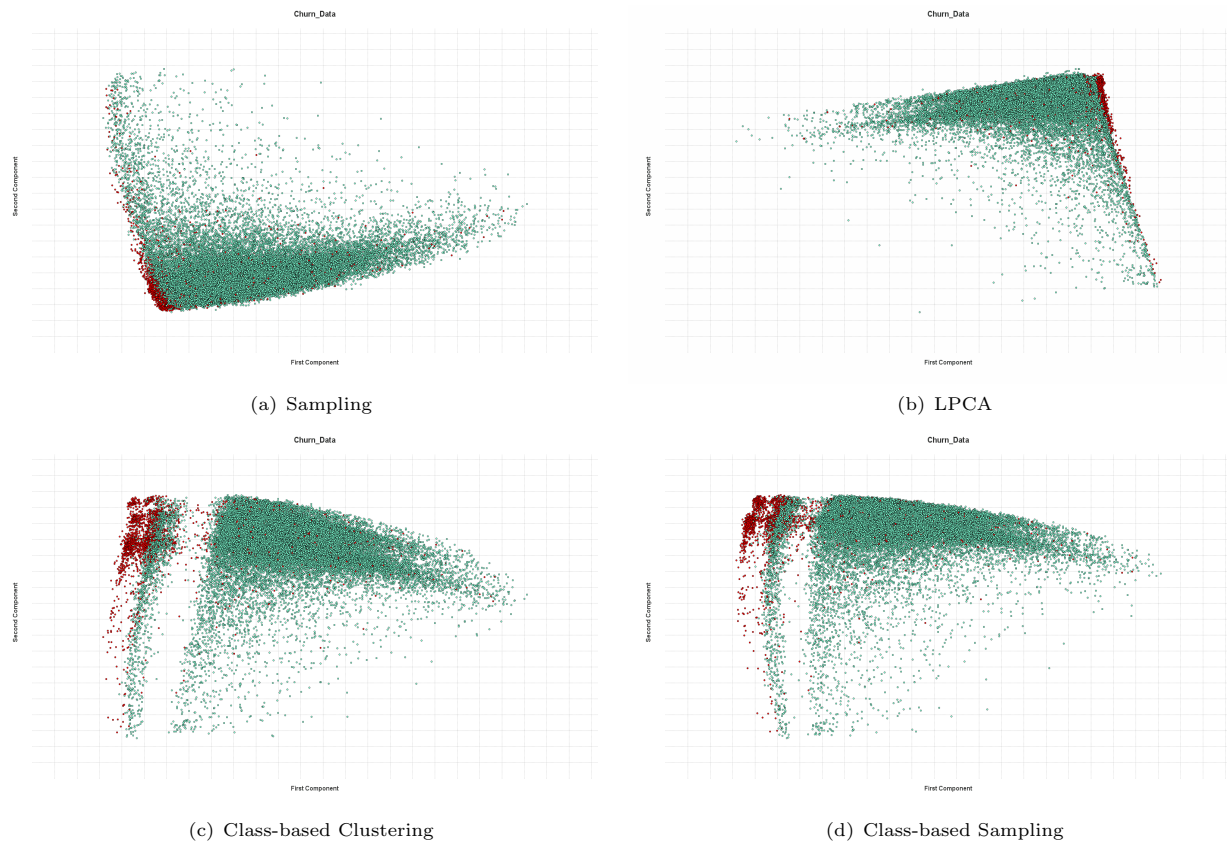 Churn_Data
Second Component
First Component
(a) Sampling
Churn_Data
Second Component
First Component
(b) LPCA
Churn_Data
Second Component
First Component
(c) Class-based Clustering
Churn_Data
Second Component
First Component
(d) Class-based Sampling